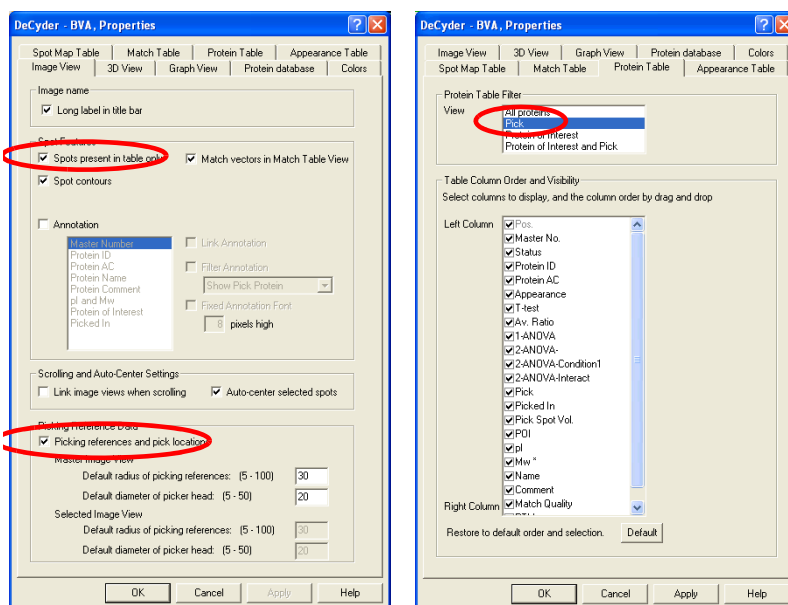 DeCyder - BVA, Properties
Spot Map Table
Match Table
Protein Table
Appearance Table
Image View
3D View
Graph View
Protein database
Colors
Image name
Long label in title bar
Spot Features
Spots present in table only
Match vectors in Match Table View
Spot contours
Annotation
Master Number
Protein ID
Protein AC
Protein Name
Protein Comment
pI and Mw
Protein of Interest
Picked In
Link Annotation
Filter Annotation
Show Pick Protein
Fixed Annotation Font
8 pixels high
Scrolling and Auto-Center Settings
Link image views when scrolling
Auto-center selected spots
Picking Reference Data
Picking references and pick locations
Master Image View
Default radius of picking references: (5 - 100) 30
Default diameter of picker head: (5 - 50) 20
Selected Image View
Default radius of picking references: (5 - 100) 30
Default diameter of picker head: (5 - 50) 20
OK
Cancel
Apply
Help
DeCyder - BVA, Properties
Image View
3D View
Graph View
Protein database
Colors
Spot Map Table
Match Table
Protein Table
Appearance Table
Protein Table Filter
View
All proteins
Pick
Protein of Interest
Protein of Interest and Pick
Table Column Order and Visibility
Select columns to display, and the column order by drag and drop
Left Column
Pos.
Master No.
Status
Protein ID
Protein AC
Appearance
T-test
Av. Ratio
1-ANOVA
2-ANOVA-
2-ANOVA-Condition1
2-ANOVA-Interact
Pick
Picked In
Pick Spot Vol.
POI
pI
Mw *
Name
Comment
Right Column
Match Quality
Restore to default order and selection.
Default
OK
Cancel
Apply
Help